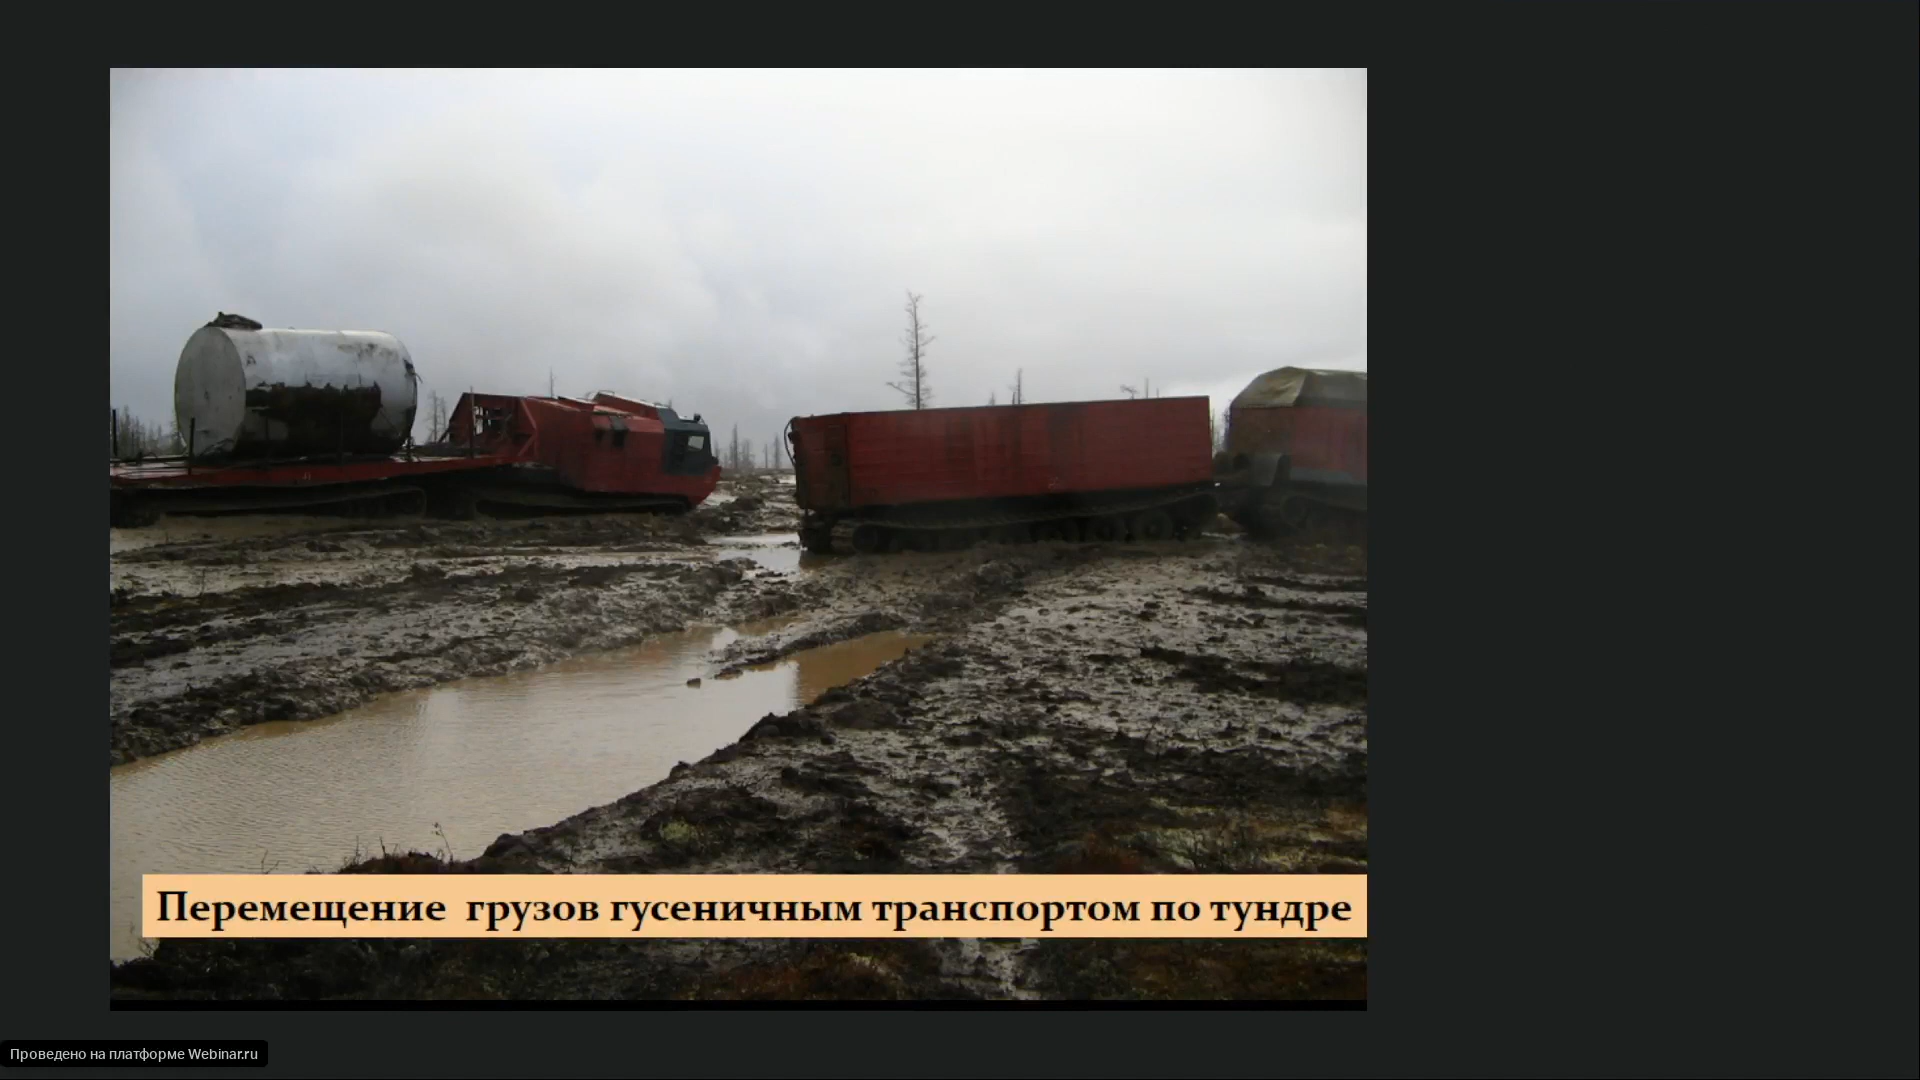 Перемещение грузов гусеничным транспортом по тундре
Проведено на платформе Webinar.ru